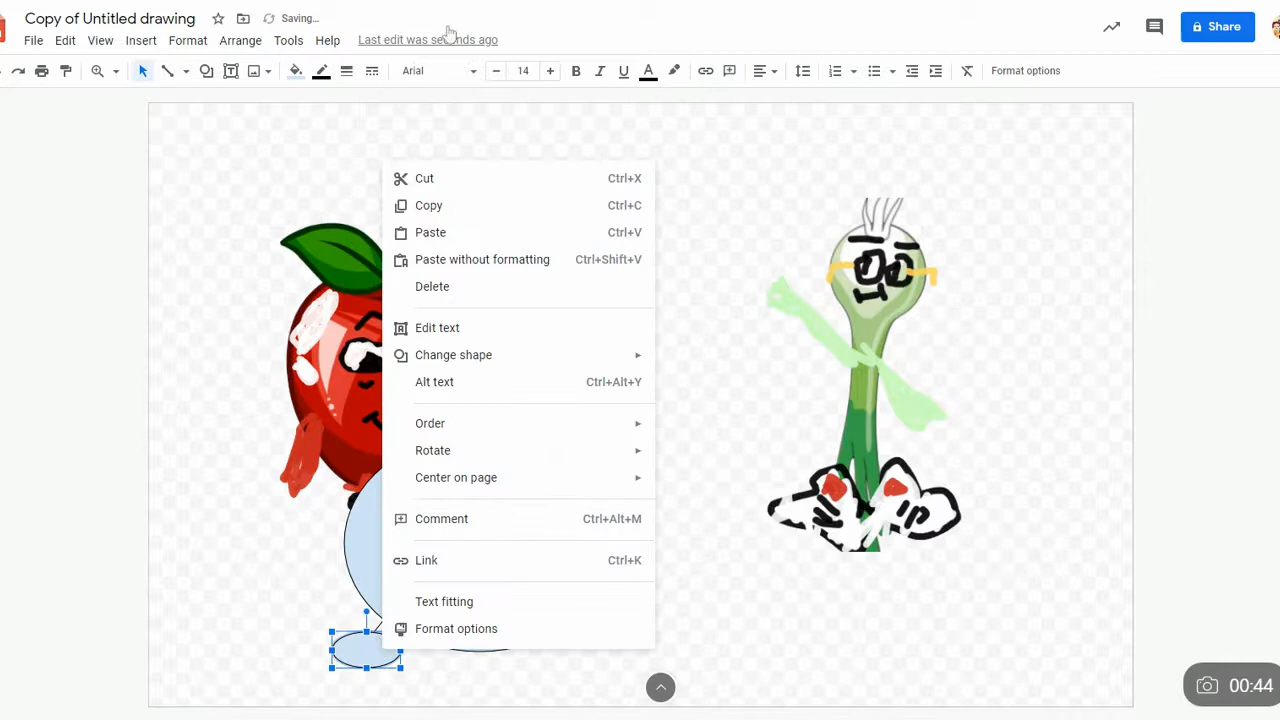 Copy of Untitled drawing Saving…
File Edit View Insert Format Arrange Tools Help Last edit was seconds ago
Share
Arial 14 B I U A Format options
Cut Ctrl+X
Copy Ctrl+C
Paste Ctrl+V
Paste without formatting Ctrl+Shift+V
Delete
Edit text
Change shape
Alt text Ctrl+Alt+Y
Order
Rotate
Center on page
Comment Ctrl+Alt+M
Link Ctrl+K
Text fitting
Format options
00:44